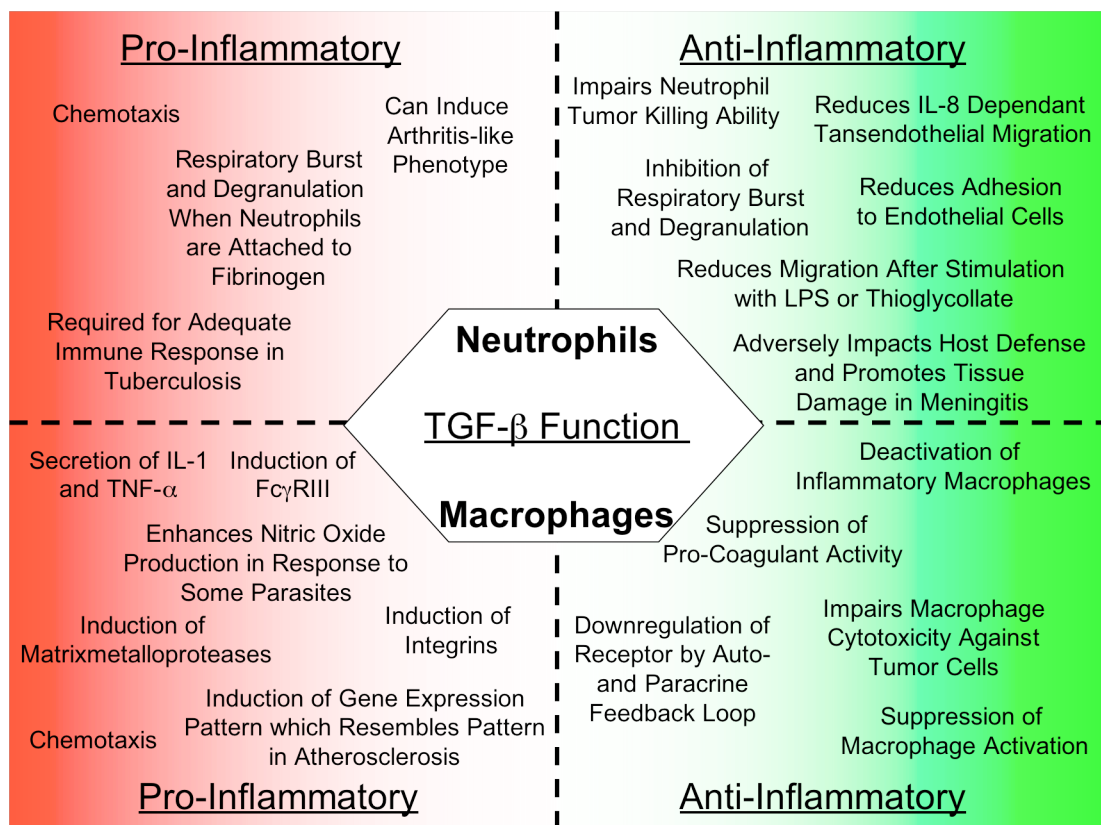 Pro-Inflammatory
Chemotaxis
Can Induce
Arthritis-like
Phenotype
Respiratory Burst
and Degranulation
When Neutrophils
are Attached to
Fibrinogen
Required for Adequate
Immune Response in
Tuberculosis
Anti-Inflammatory
Impairs Neutrophil
Tumor Killing Ability
Reduces IL-8 Dependant
Tansendothelial Migration
Inhibition of
Respiratory Burst
and Degranulation
Reduces Adhesion
to Endothelial Cells
Reduces Migration After Stimulation
with LPS or Thioglycollate
Adversely Impacts Host Defense
and Promotes Tissue
Damage in Meningitis
Neutrophils
TGF-β Function
Macrophages
Secretion of IL-1
and TNF-α
Induction of
FcγRIII
Enhances Nitric Oxide
Production in Response to
Some Parasites
Induction of
Matrixmetalloproteases
Induction of
Integrins
Induction of Gene Expression
Pattern which Resembles Pattern
in Atherosclerosis
Chemotaxis
Pro-Inflammatory
Deactivation of
Inflammatory Macrophages
Suppression of
Pro-Coagulant Activity
Downregulation of
Receptor by Auto-
and Paracrine
Feedback Loop
Impairs Macrophage
Cytotoxicity Against
Tumor Cells
Suppression of
Macrophage Activation
Anti-Inflammatory